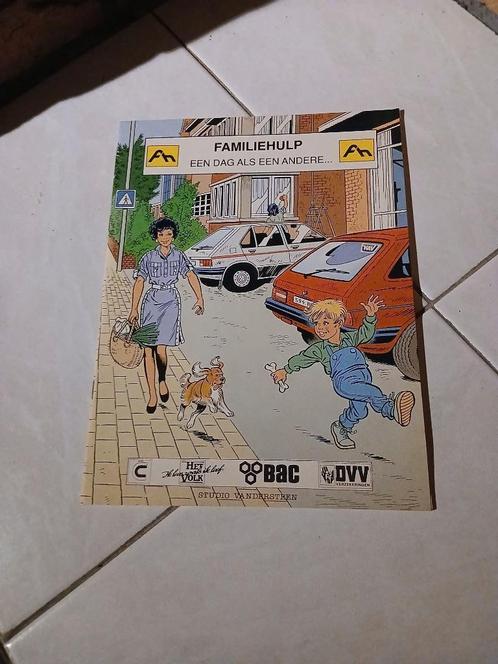 FAMILIEHULP
EEN DAG ALS EEN ANDERE...
C
HET VOLK
BAC
DVV
VERZEKERINGEN
STUDIO VANDERSTEEN